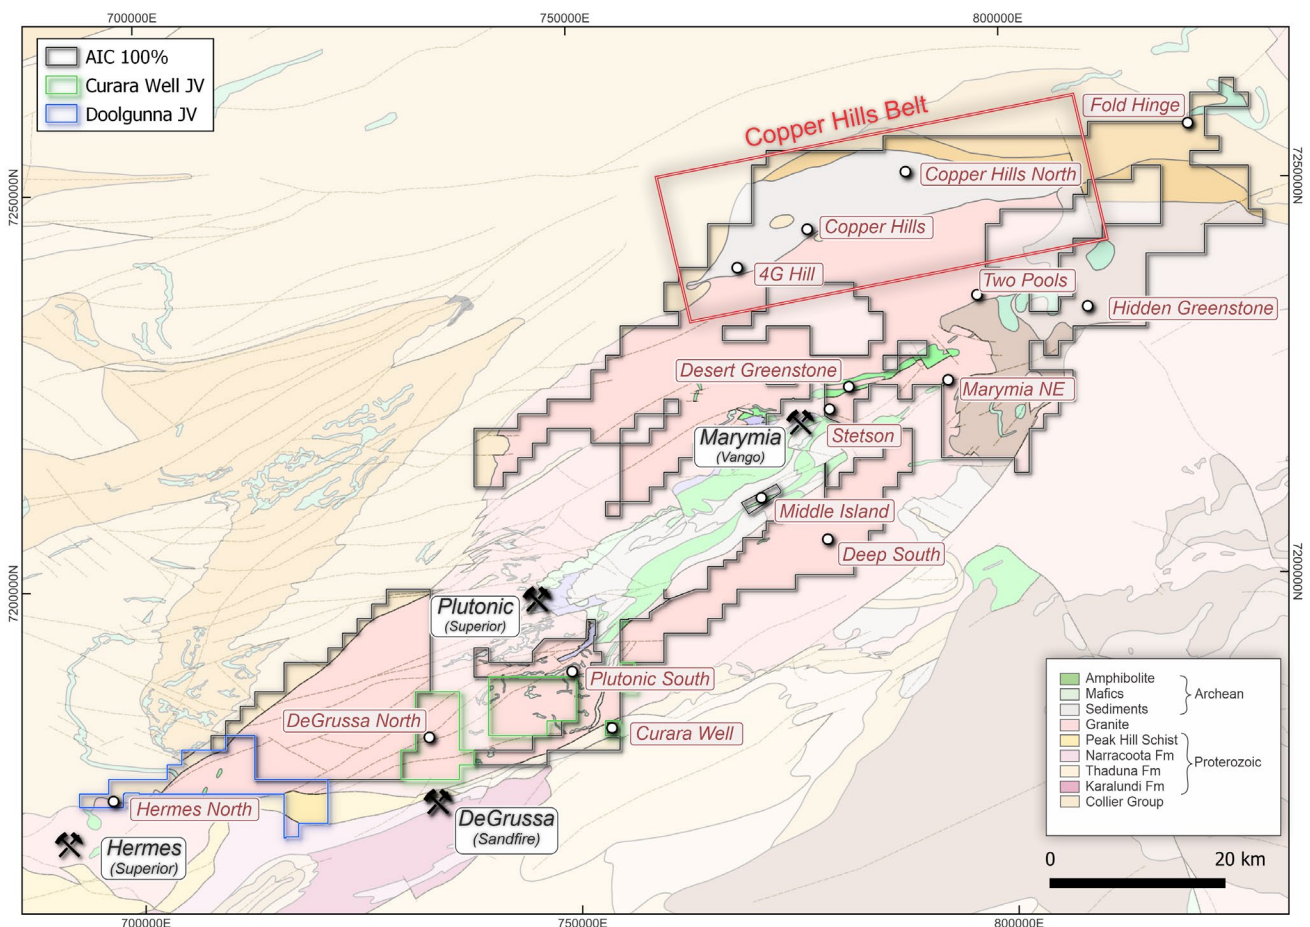 700000E
750000E
800000E
AIC 100%
Curara Well JV
Doolgunna JV
Copper Hills Belt
Fold Hinge
7250000N
7250000N
Copper Hills North
Copper Hills
4G Hill
Two Pools
Hidden Greenstone
Desert Greenstone
Marymia NE
Marymia
(Vango)
Stetson
Middle Island
Deep South
7200000N
7200000N
Plutonic
(Superior)
Plutonic South
DeGrussa North
Curara Well
Hermes North
DeGrussa
(Sandfire)
Hermes
(Superior)
Amphibolite
Mafics
Sediments
Archean
Granite
Peak Hill Schist
Narracoota Fm
Thaduna Fm
Karalundi Fm
Proterozoic
Collier Group
0 20 km
700000E
750000E
800000E